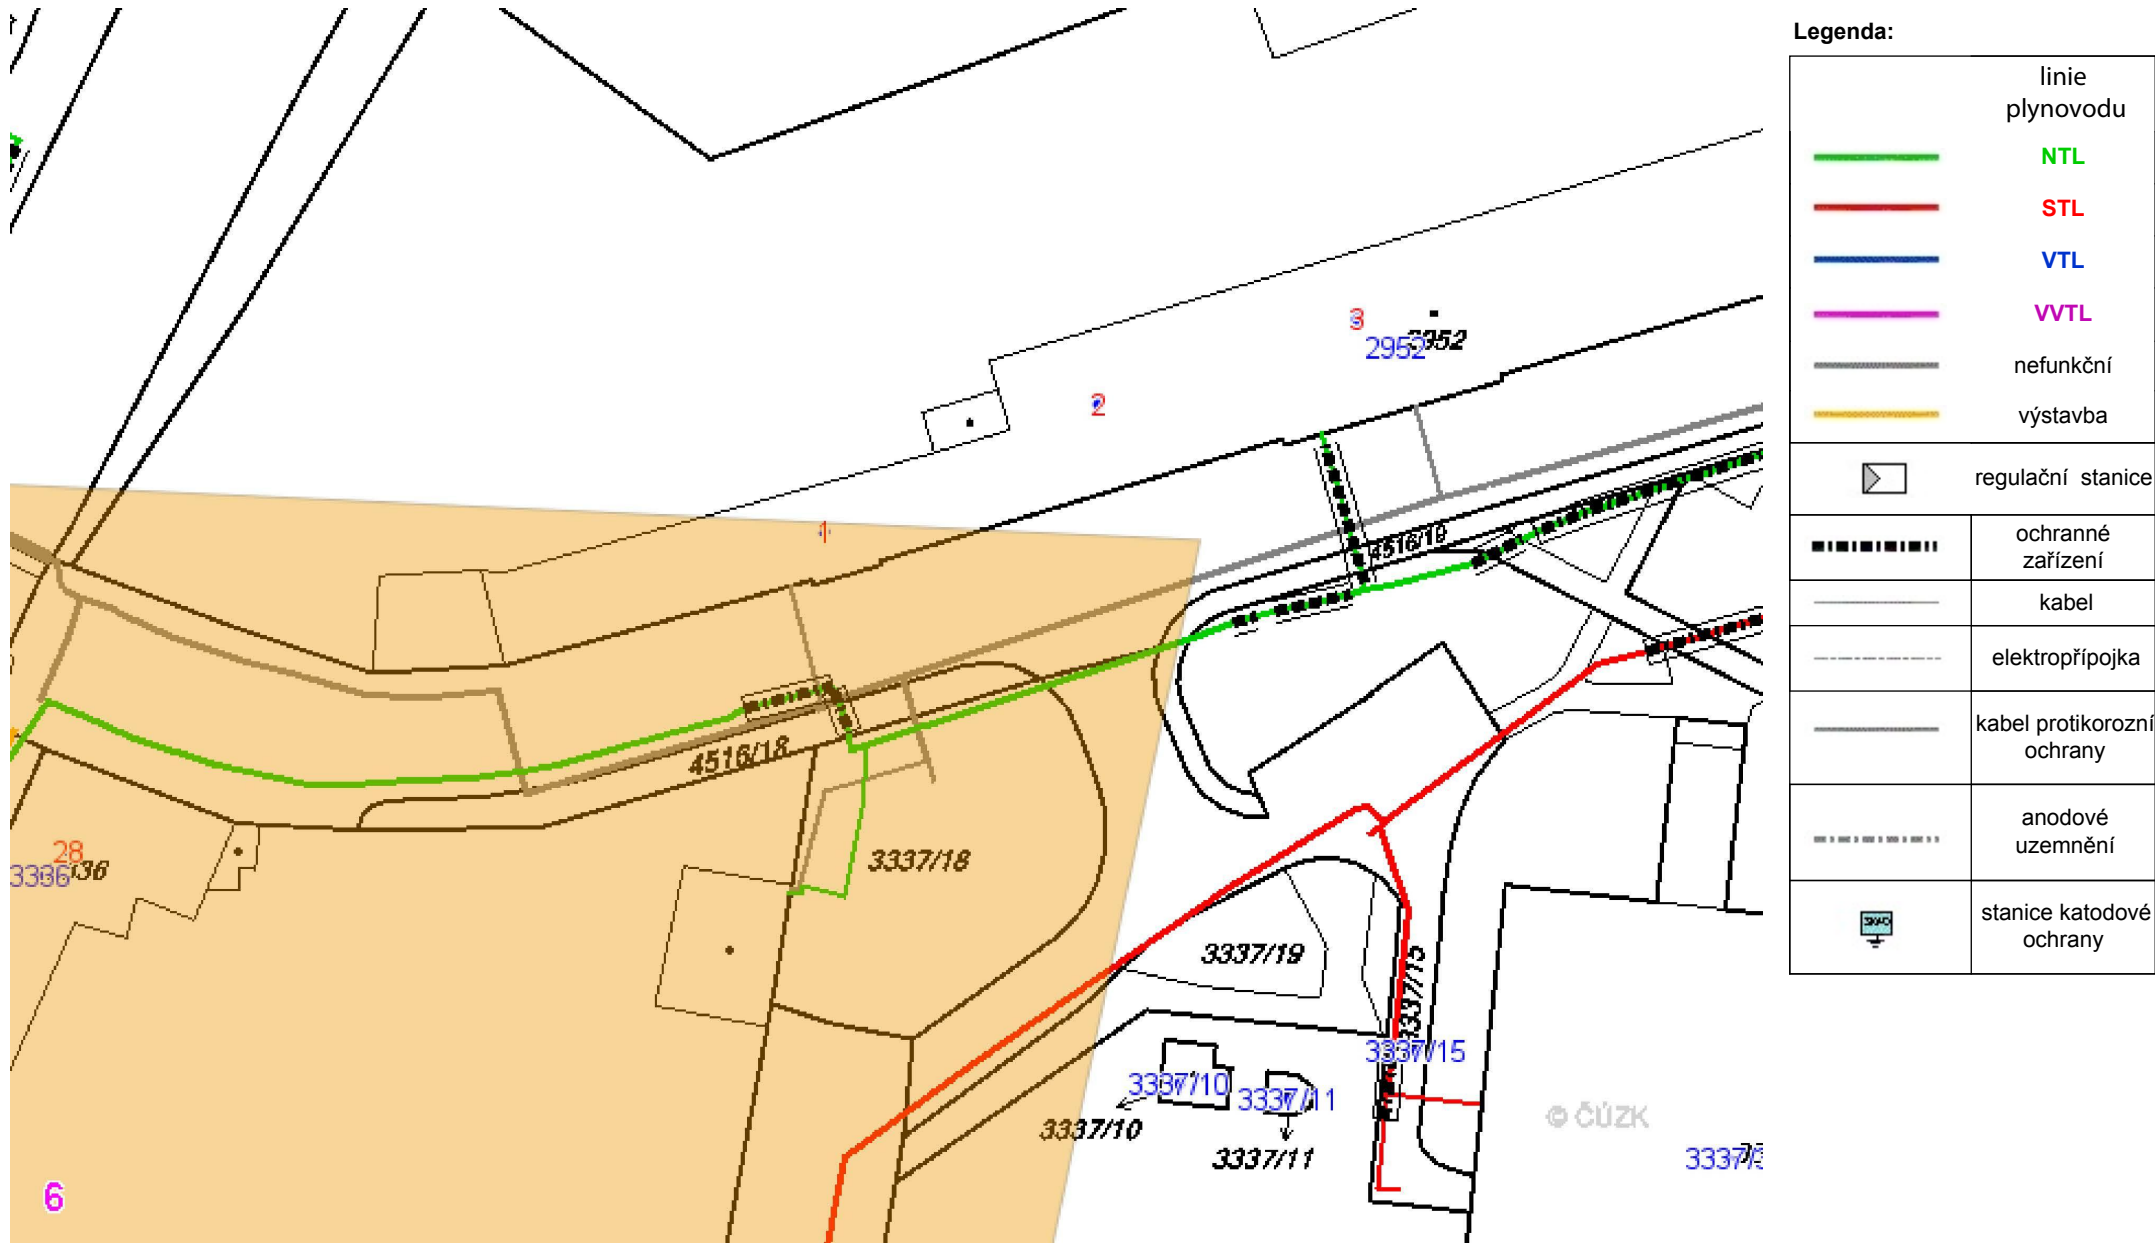 Legenda:
linie
plynovodu
NTL
STL
VTL
VVTL
nefunkční
výstavba
regulační stanice
ochranné
zařízení
kabel
elektropřípojka
kabel protikorozní
ochrany
anodové
uzemnění
stanice katodové
ochrany
3
2952
2
1
4516/19
4516/18
28
3336
3337/18
3337/19
3337/15
3337/15
3337/10
3337/11
3337/10
3337/11
© ČÚZK
6